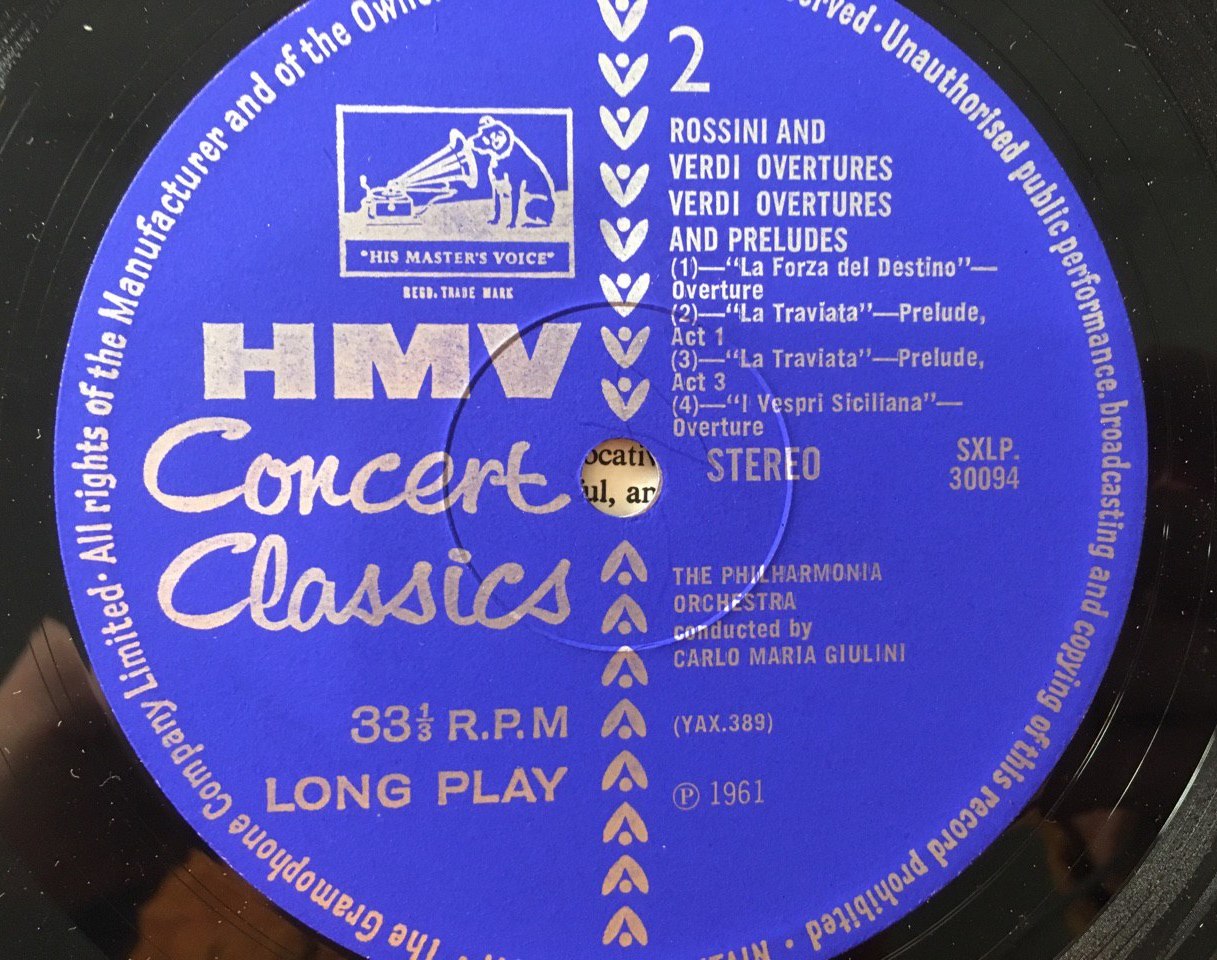 All rights of the Manufacturer and of the Owner
erved · Unauthorised public performance, broadcasting and copying of this record prohibited ·
The Gramophone Company Limited ·
"HIS MASTER'S VOICE"
REGD. TRADE MARK
HMV
Concert
Classics
33⅓ R.P.M
LONG PLAY
2
ROSSINI AND
VERDI OVERTURES
VERDI OVERTURES
AND PRELUDES
(1)—"La Forza del Destino"—
Overture
(2)—"La Traviata"—Prelude,
Act 1
(3)—"La Traviata"—Prelude,
Act 3
(4)—"I Vespri Siciliana"—
Overture
STEREO
SXLP.
30094
ocativ
ul, an
THE PHILHARMONIA
ORCHESTRA
conducted by
CARLO MARIA GIULINI
(YAX.389)
℗ 1961